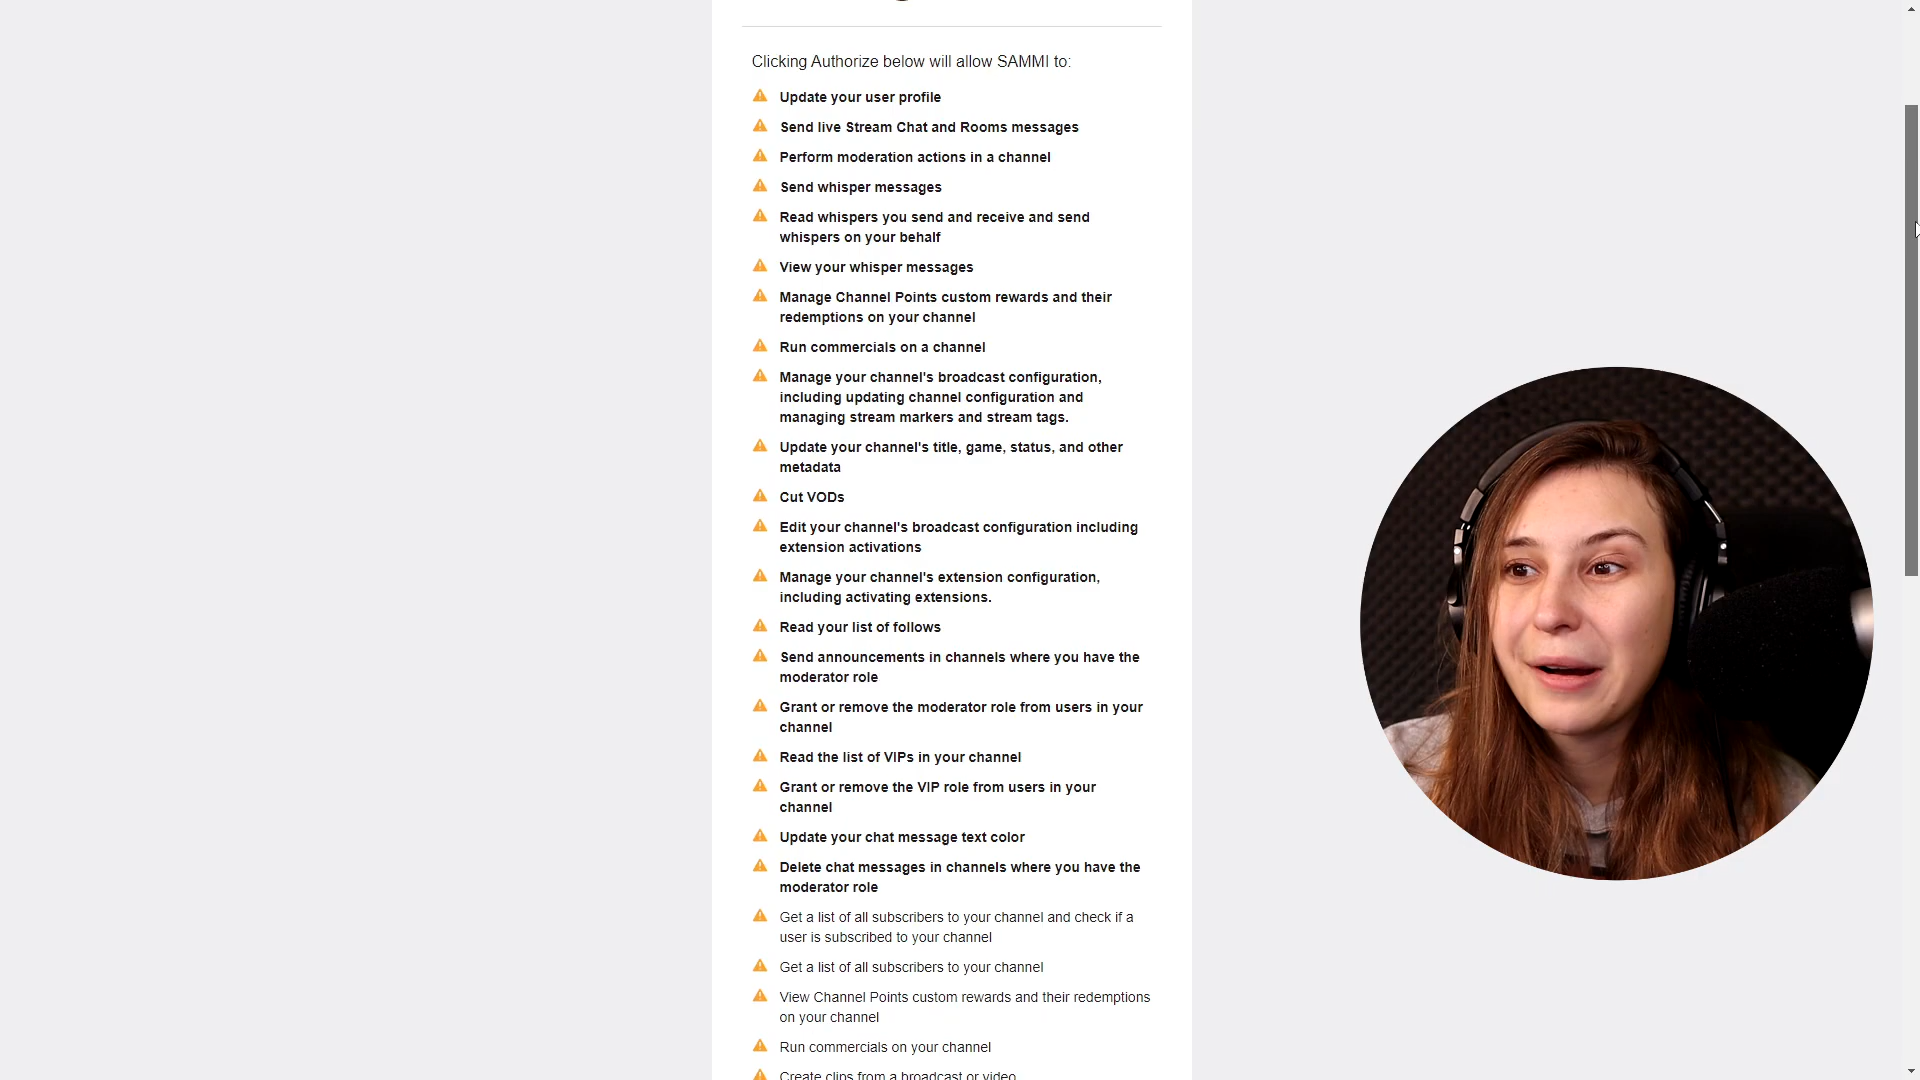 Clicking Authorize below will allow SAMMI to:
Update your user profile
Send live Stream Chat and Rooms messages
Perform moderation actions in a channel
Send whisper messages
Read whispers you send and receive and send
whispers on your behalf
View your whisper messages
Manage Channel Points custom rewards and their
redemptions on your channel
Run commercials on a channel
Manage your channel's broadcast configuration,
including updating channel configuration and
managing stream markers and stream tags.
Update your channel's title, game, status, and other
metadata
Cut VODs
Edit your channel's broadcast configuration including
extension activations
Manage your channel's extension configuration,
including activating extensions.
Read your list of follows
Send announcements in channels where you have the
moderator role
Grant or remove the moderator role from users in your
channel
Read the list of VIPs in your channel
Grant or remove the VIP role from users in your
channel
Update your chat message text color
Delete chat messages in channels where you have the
moderator role
Get a list of all subscribers to your channel and check if a
user is subscribed to your channel
Get a list of all subscribers to your channel
View Channel Points custom rewards and their redemptions
on your channel
Run commercials on your channel
Create clips from a broadcast or video